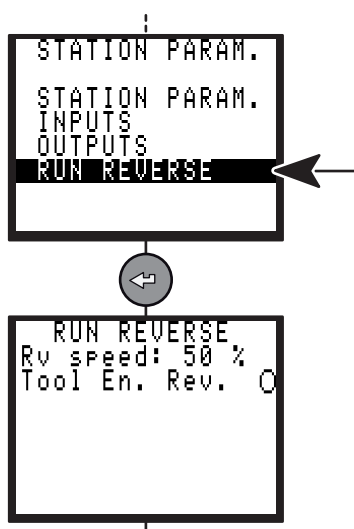 STATION PARAM.
STATION PARAM.
INPUTS
OUTPUTS
RUN REVERSE
RUN REVERSE
Rv speed: 50 %
Tool En. Rev.